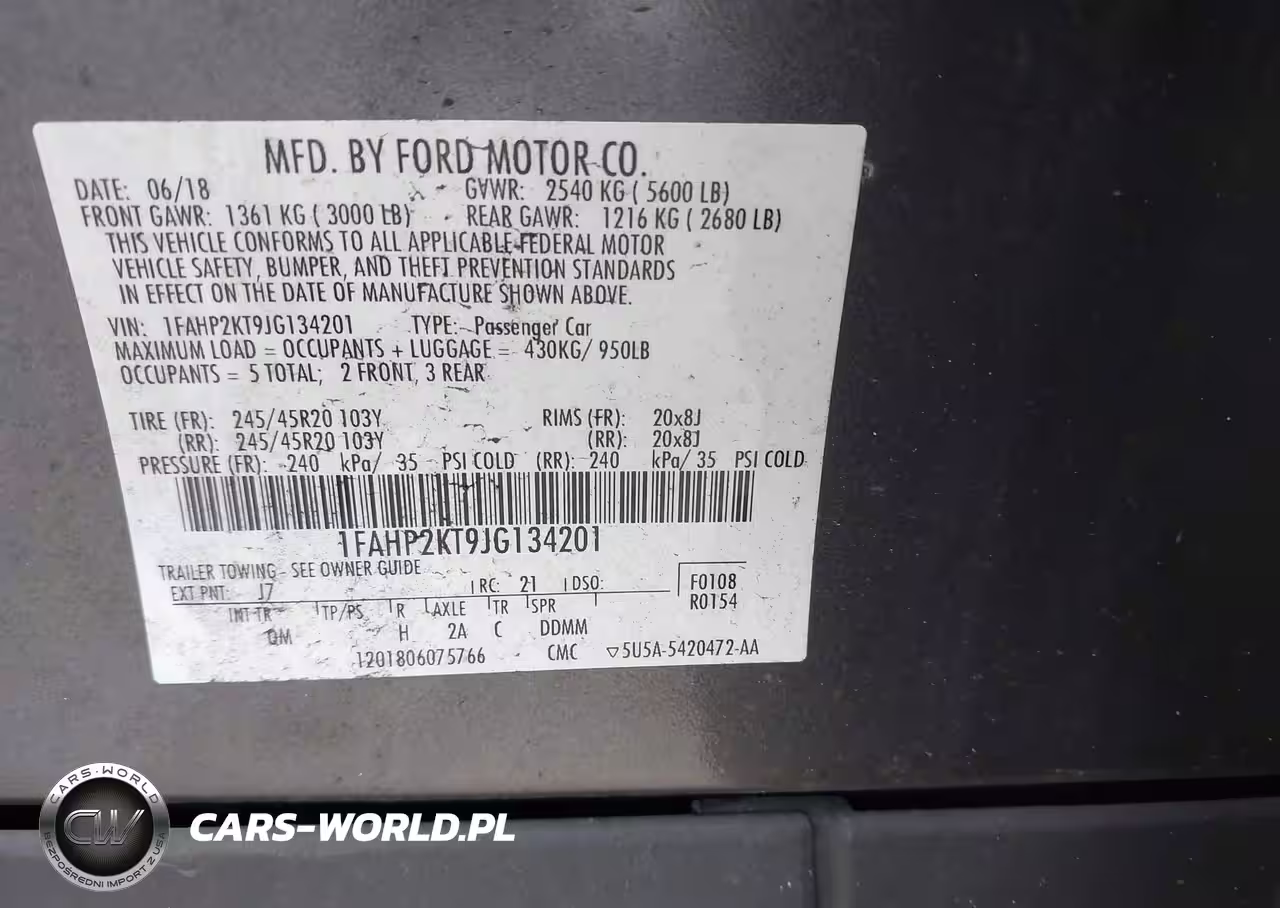 MFD. BY FORD MOTOR CO.
DATE: 06/18 GVWR: 2540 KG ( 5600 LB)
FRONT GAWR: 1361 KG ( 3000 LB) REAR GAWR: 1216 KG ( 2680 LB)
THIS VEHICLE CONFORMS TO ALL APPLICABLE FEDERAL MOTOR
VEHICLE SAFETY, BUMPER, AND THEFT PREVENTION STANDARDS
IN EFFECT ON THE DATE OF MANUFACTURE SHOWN ABOVE.
VIN: 1FAHP2KT9JG134201 TYPE: Passenger Car
MAXIMUM LOAD = OCCUPANTS + LUGGAGE = 430KG/ 950LB
OCCUPANTS = 5 TOTAL; 2 FRONT, 3 REAR
TIRE (FR): 245/45R20 103Y RIMS (FR): 20x8J
(RR): 245/45R20 103Y (RR): 20x8J
PRESSURE (FR): 240 kPa/ 35 PSI COLD (RR): 240 kPa/ 35 PSI COLD
1FAHP2KT9JG134201
TRAILER TOWING - SEE OWNER GUIDE
EXT PNT: J7 RC: 21 DSO: F0108
R0154
INT TR TP/PS R AXLE TR SPR
QM H 2A C DDMM
1201806075766 CMC ▽5U5A-5420472-AA
CARS-WORLD
CW
BEZPOŚREDNI IMPORT Z USA
CARS-WORLD.PL